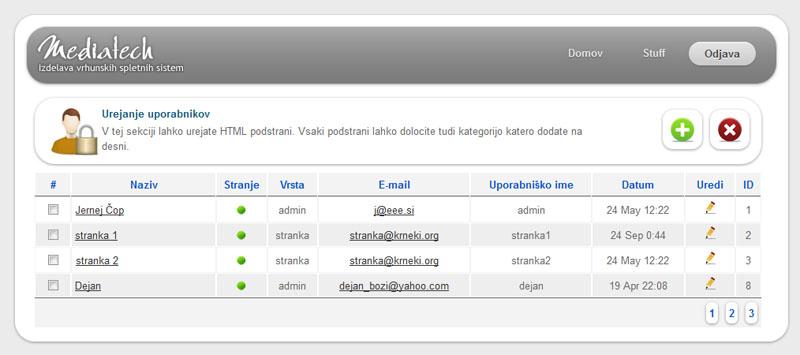 Mediatech
Izdelava vrhunskih spletnih sistem
Domov Stuff Odjava
Urejanje uporabnikov
V tej sekciji lahko urejate HTML podstrani. Vsaki podstrani lahko dolocite tudi kategorijo katero dodate na
desni.
# Naziv Stranje Vrsta E-mail Uporabniško ime Datum Uredi ID
Jernej Čop admin j@eee.si admin 24 May 12:22 1
stranka 1 stranka stranka@krneki.org stranka1 24 Sep 0:44 2
stranka 2 stranka stranka@krneki.org stranka2 24 May 12:22 3
Dejan admin dejan_bozi@yahoo.com dejan 19 Apr 22:08 8
1 2 3